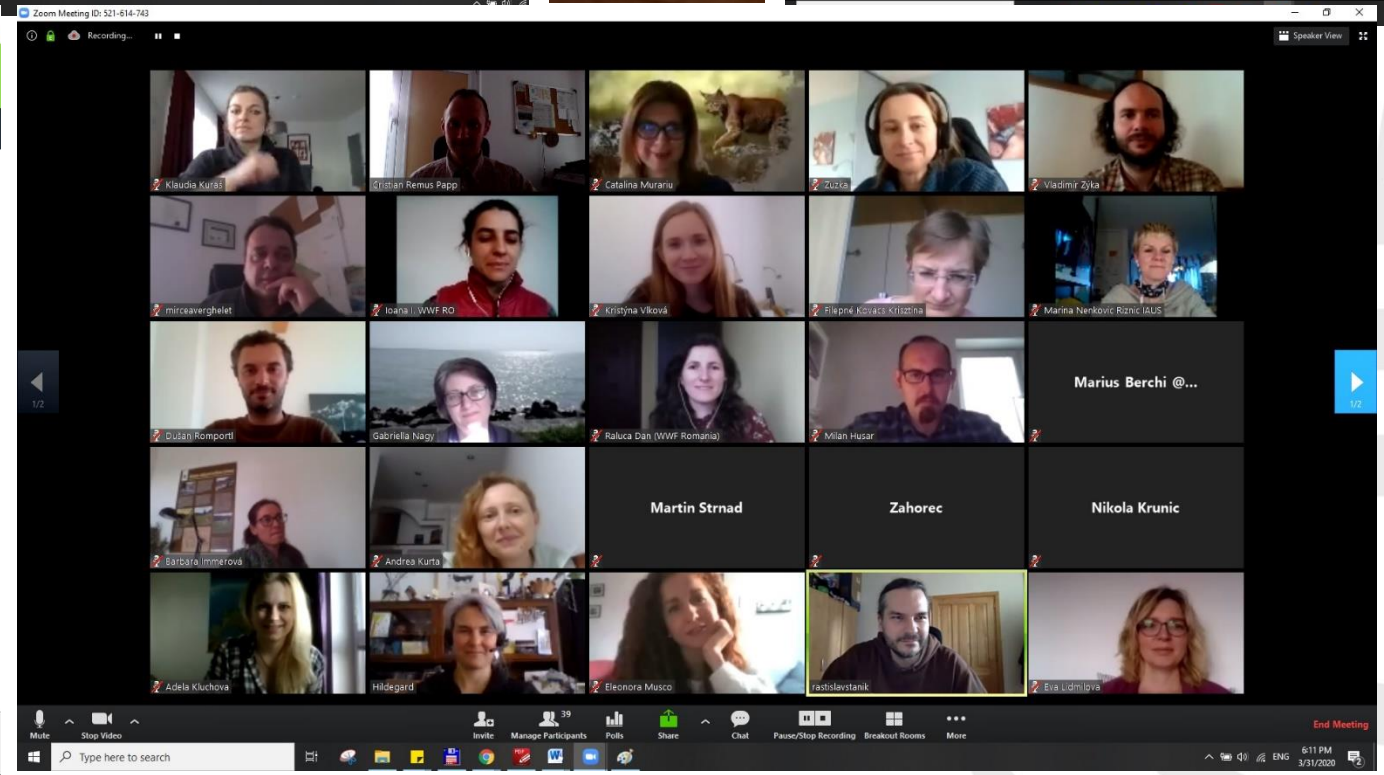 Zoom Meeting ID: 521-614-743
Recording...
Speaker View
Klaudia Kuraś
Cristian Remus Papp
Catalina Murariu
Zuzka
Vladimír Zýka
mirceaverghelet
Ioana I. WWF RO
Kristýna Vlková
Filepné Kovács Krisztina
Marina Nenkovic Riznic IAUS
Dušan Romportl
Gabriella Nagy
Raluca Dan (WWF Romania)
Milan Husar
Marius Berchi @...
1/2
1/2
Barbara Immerová
Andrea Kurta
Martin Strnad
Zahorec
Nikola Krunic
Adela Kluchova
Hildegard
Eleonora Musco
rastislavstanik
Eva Lidmilova
Mute
Stop Video
Invite
Manage Participants
39
Polls
Share
Chat
Pause/Stop Recording
Breakout Rooms
More
End Meeting
Type here to search
ENG
6:11 PM
3/31/2020
2